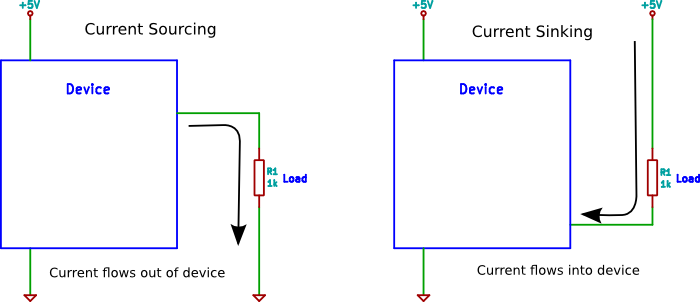 +5V
Current Sourcing
Device
R1
1k
Load
Current flows out of device
+5V
+5V
Current Sinking
Device
R1
1k
Load
Current flows into device